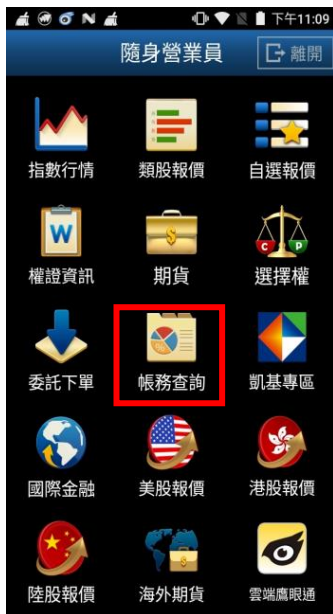 下午11:09
隨身營業員
離開
指數行情 類股報價 自選報價
W C P
權證資訊 期貨 選擇權
委託下單 帳務查詢 凱基專區
國際金融 美股報價 港股報價
陸股報價 海外期貨 雲端鷹眼通